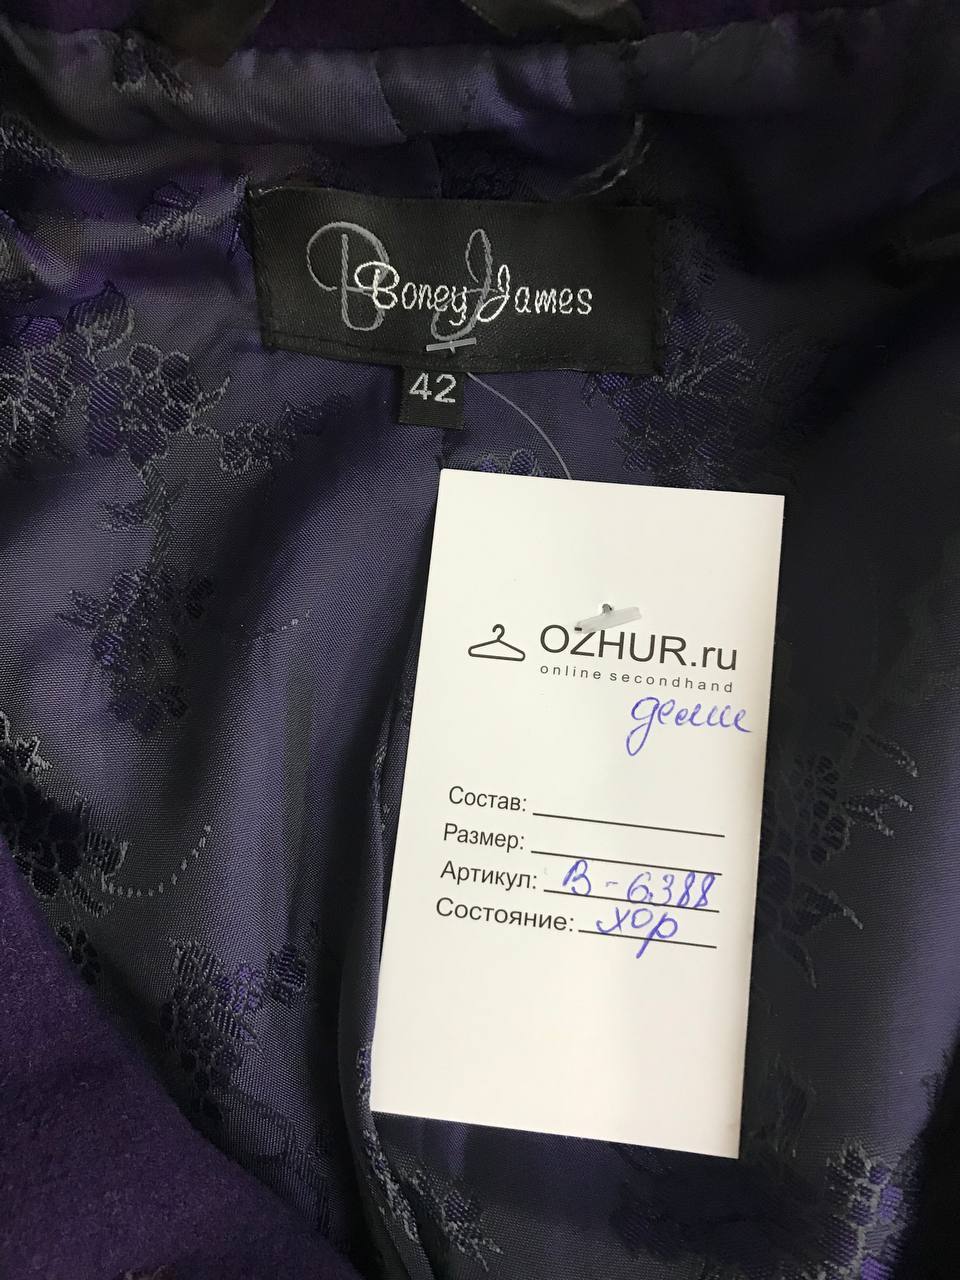 Boney James
42
OZHUR.ru
online secondhand
деми
Состав:
Размер:
Артикул: В-6388
Состояние: хор